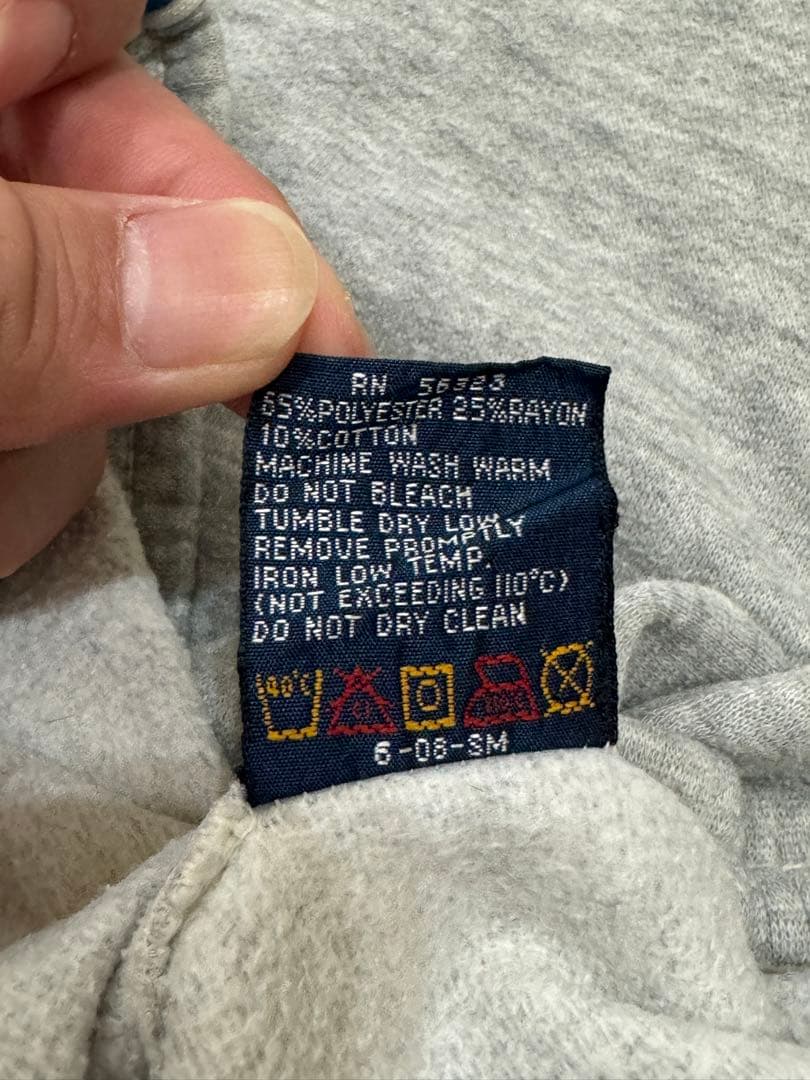 RN 56323
65%POLYESTER 25%RAYON
10%COTTON
MACHINE WASH WARM
DO NOT BLEACH
TUMBLE DRY LOW
REMOVE PROMPTLY
IRON LOW TEMP.
(NOT EXCEEDING 110°C)
DO NOT DRY CLEAN
40°C
6-08-SM